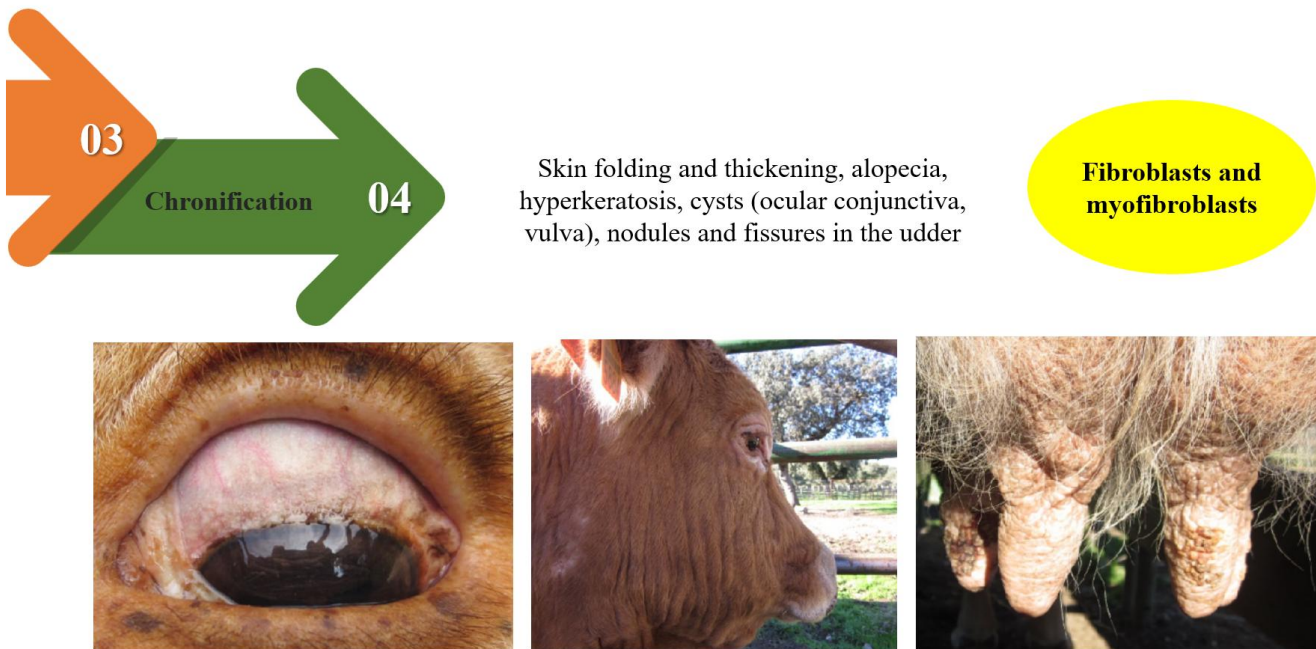 03
Chronification
04
Skin folding and thickening, alopecia,
hyperkeratosis, cysts (ocular conjunctiva,
vulva), nodules and fissures in the udder
Fibroblasts and
myofibroblasts